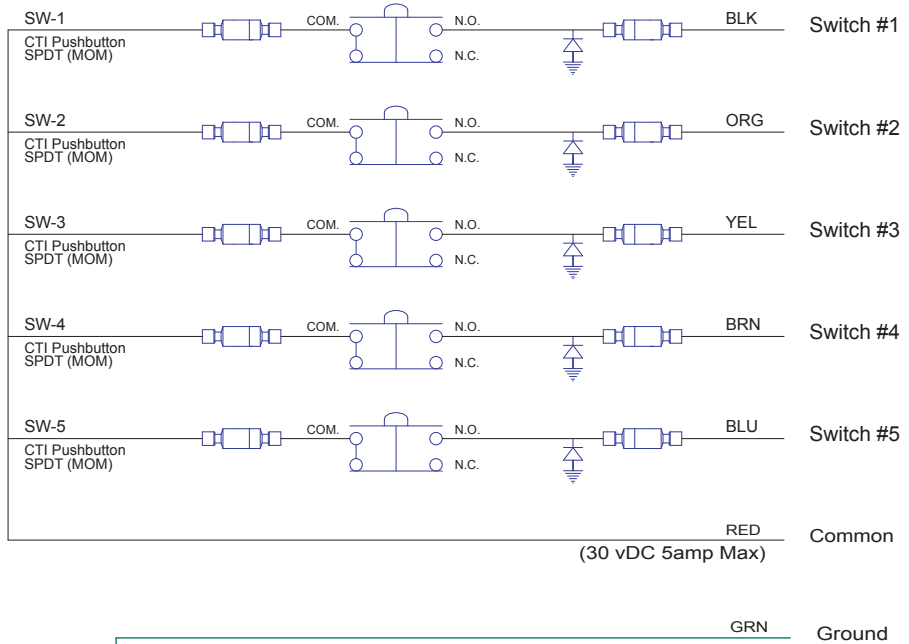 SW-1 COM. N.O. BLK Switch #1
CTI Pushbutton
SPDT (MOM) N.C.
SW-2 COM. N.O. ORG Switch #2
CTI Pushbutton
SPDT (MOM) N.C.
SW-3 COM. N.O. YEL Switch #3
CTI Pushbutton
SPDT (MOM) N.C.
SW-4 COM. N.O. BRN Switch #4
CTI Pushbutton
SPDT (MOM) N.C.
SW-5 COM. N.O. BLU Switch #5
CTI Pushbutton
SPDT (MOM) N.C.
RED Common
(30 vDC 5amp Max)
GRN Ground